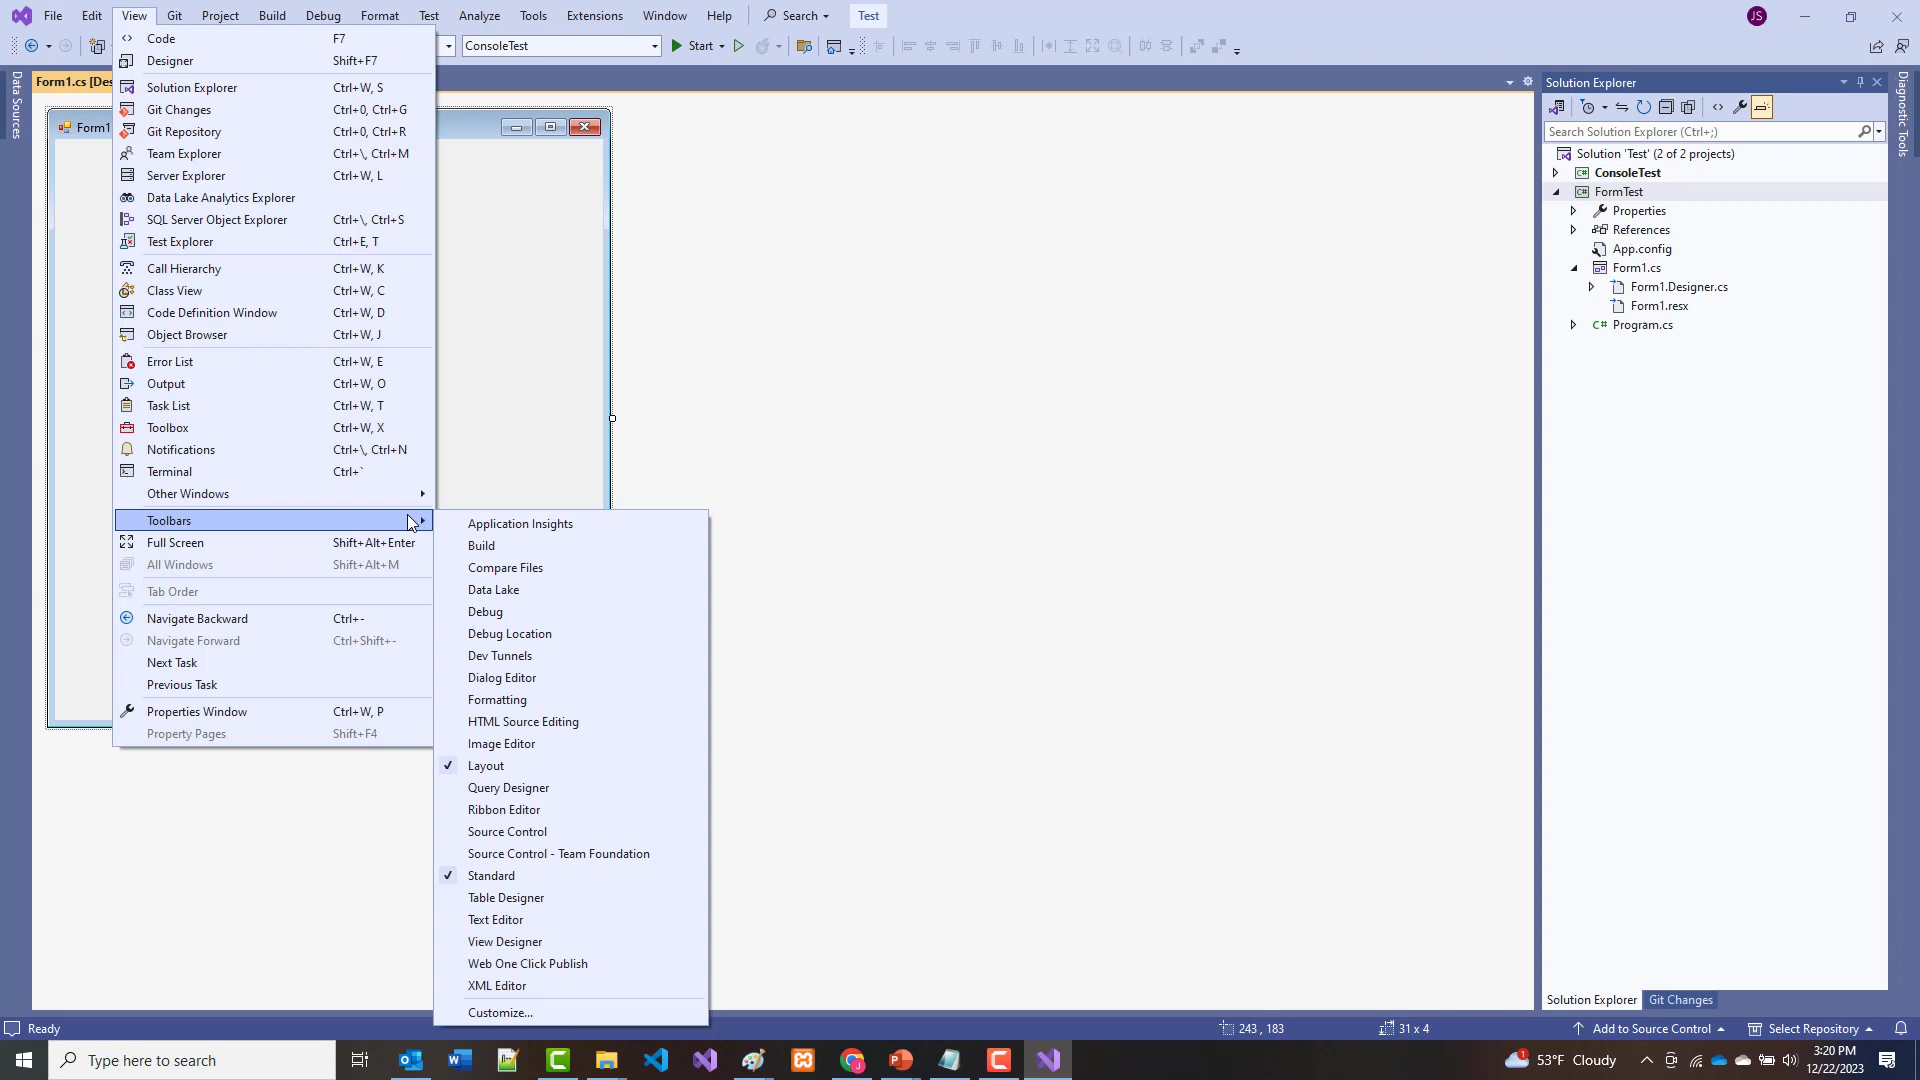 File Edit View Git Project Build Debug Format Test Analyze Tools Extensions Window Help Search Test JS
ConsoleTest Start
Data Sources
Form1.cs [Des
Form1
Code F7
Designer Shift+F7
Solution Explorer Ctrl+W, S
Git Changes Ctrl+0, Ctrl+G
Git Repository Ctrl+0, Ctrl+R
Team Explorer Ctrl+\, Ctrl+M
Server Explorer Ctrl+W, L
Data Lake Analytics Explorer
SQL Server Object Explorer Ctrl+\, Ctrl+S
Test Explorer Ctrl+E, T
Call Hierarchy Ctrl+W, K
Class View Ctrl+W, C
Code Definition Window Ctrl+W, D
Object Browser Ctrl+W, J
Error List Ctrl+W, E
Output Ctrl+W, O
Task List Ctrl+W, T
Toolbox Ctrl+W, X
Notifications Ctrl+\, Ctrl+N
Terminal Ctrl+`
Other Windows
Toolbars
Full Screen Shift+Alt+Enter
All Windows Shift+Alt+M
Tab Order
Navigate Backward Ctrl+-
Navigate Forward Ctrl+Shift+-
Next Task
Previous Task
Properties Window Ctrl+W, P
Property Pages Shift+F4
Application Insights
Build
Compare Files
Data Lake
Debug
Debug Location
Dev Tunnels
Dialog Editor
Formatting
HTML Source Editing
Image Editor
Layout
Query Designer
Ribbon Editor
Source Control
Source Control - Team Foundation
Standard
Table Designer
Text Editor
View Designer
Web One Click Publish
XML Editor
Customize...
Solution Explorer
Search Solution Explorer (Ctrl+;)
Solution 'Test' (2 of 2 projects)
C# ConsoleTest
C# FormTest
Properties
References
App.config
Form1.cs
Form1.Designer.cs
Form1.resx
C# Program.cs
Solution Explorer Git Changes
Diagnostic Tools
Ready 243 , 183 31 x 4 Add to Source Control Select Repository
Type here to search 1 53°F Cloudy 3:20 PM
12/22/2023